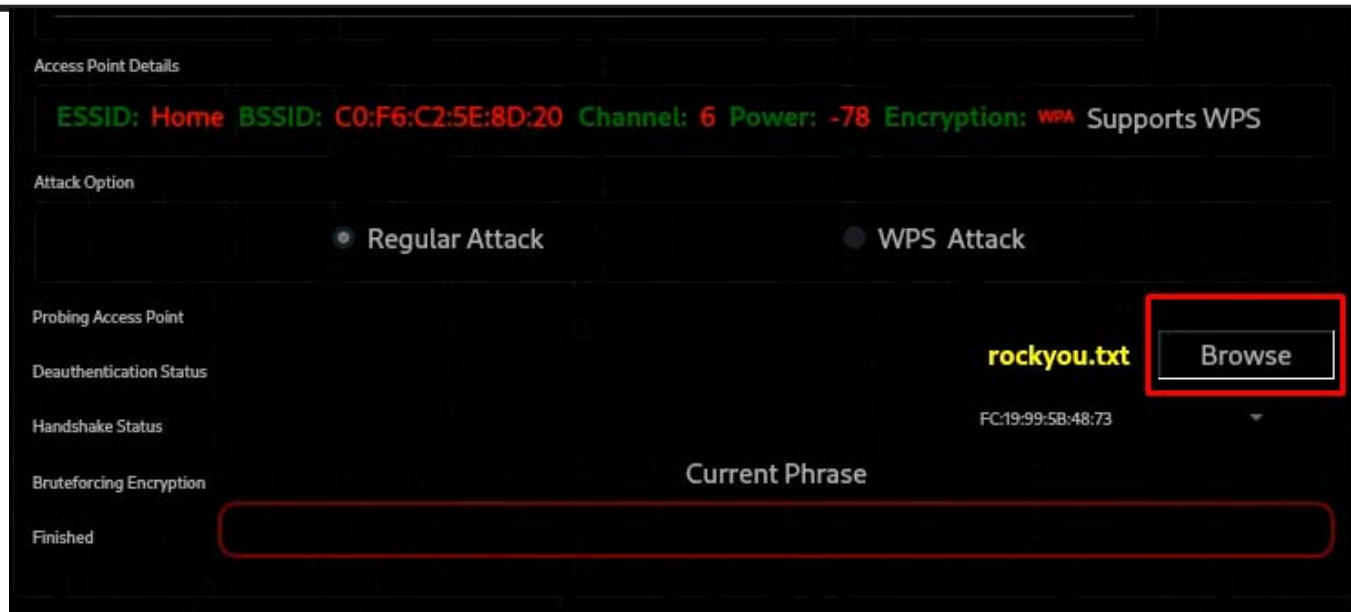 Access Point Details
ESSID: Home BSSID: C0:F6:C2:5E:8D:20 Channel: 6 Power: -78 Encryption: WPA Supports WPS
Attack Option
Regular Attack WPS Attack
Probing Access Point
rockyou.txt Browse
Deauthentication Status
Handshake Status FC:19:99:5B:48:73
Current Phrase
Bruteforcing Encryption
Finished